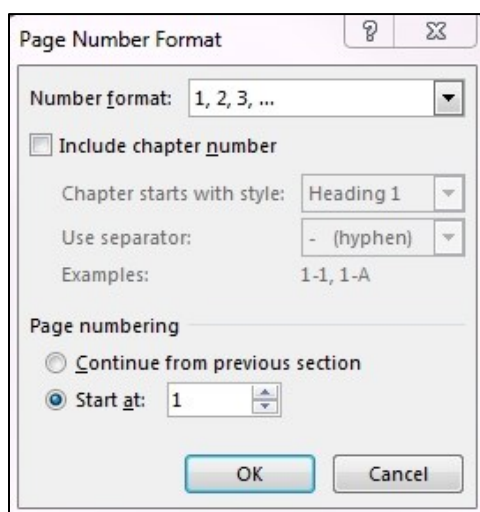 Page Number Format
Number format: 1, 2, 3, ...
Include chapter number
Chapter starts with style: Heading 1
Use separator: - (hyphen)
Examples: 1-1, 1-A
Page numbering
Continue from previous section
Start at: 1
OK Cancel